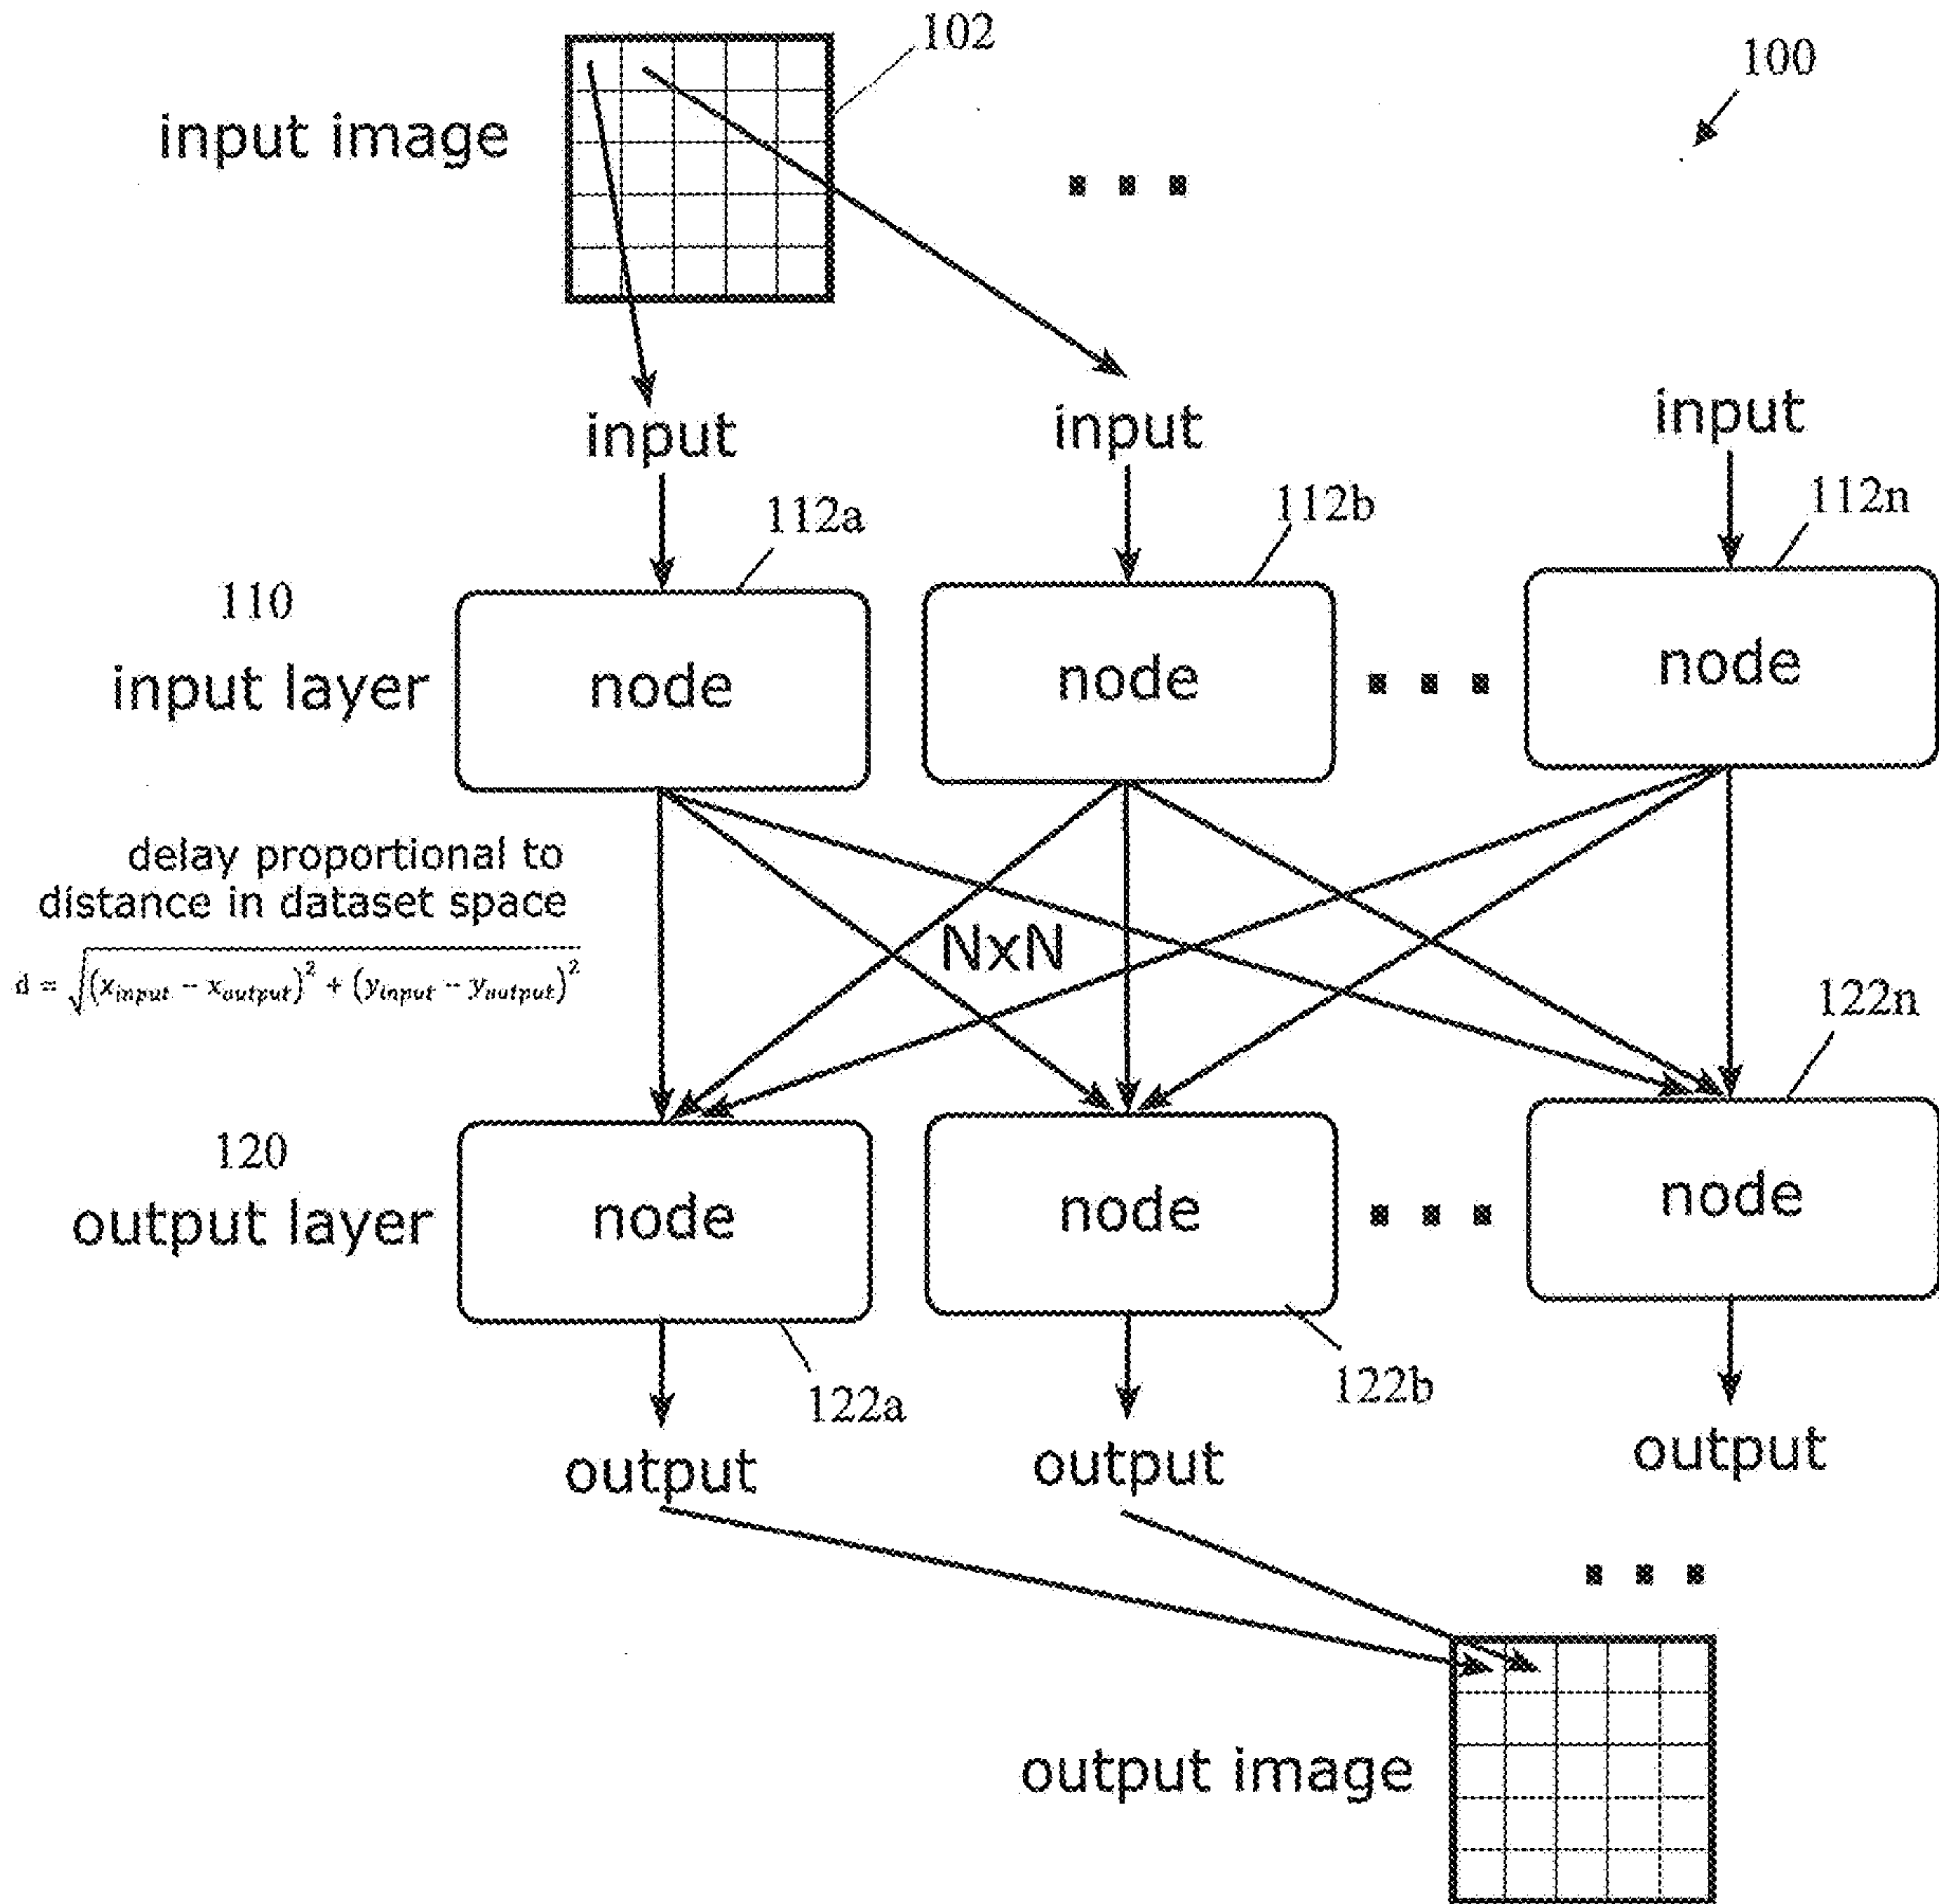 102
100
input image
input
input
input
112a
112b
112n
110
input layer
node
node
node
delay proportional to
distance in dataset space
d = √(x_input - x_output)² + (y_input - y_output)²
NxN
122n
120
output layer
node
node
node
122a
122b
output
output
output
output image